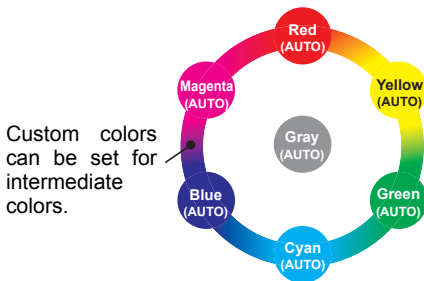 Red
(AUTO)
Magenta
(AUTO)
Yellow
(AUTO)
Custom colors
can be set for
intermediate
colors.
Gray
(AUTO)
Blue
(AUTO)
Green
(AUTO)
Cyan
(AUTO)